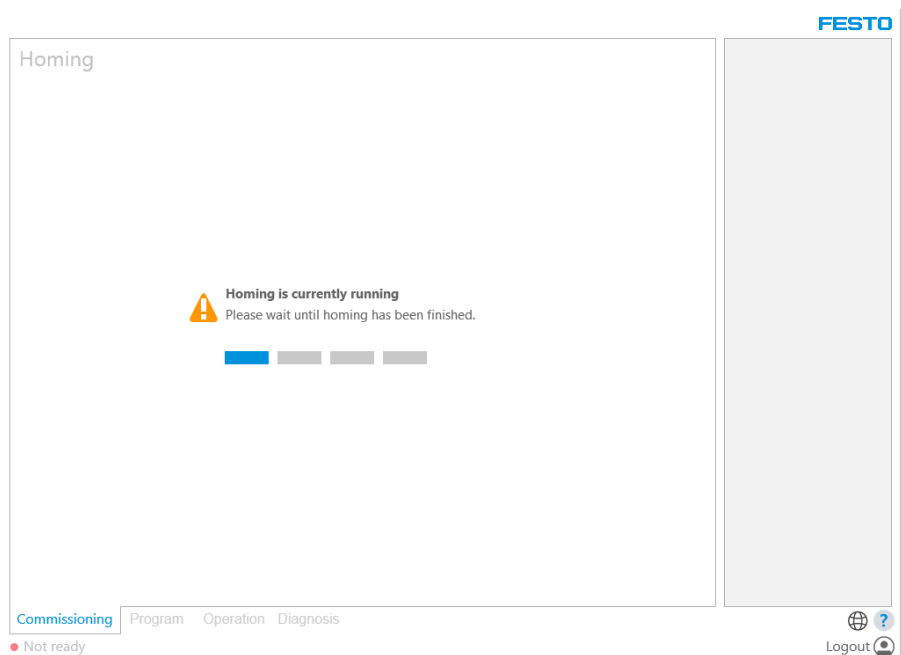 FESTO
Homing
Homing is currently running
Please wait until homing has been finished.
Commissioning Program Operation Diagnosis
?
Not ready
Logout